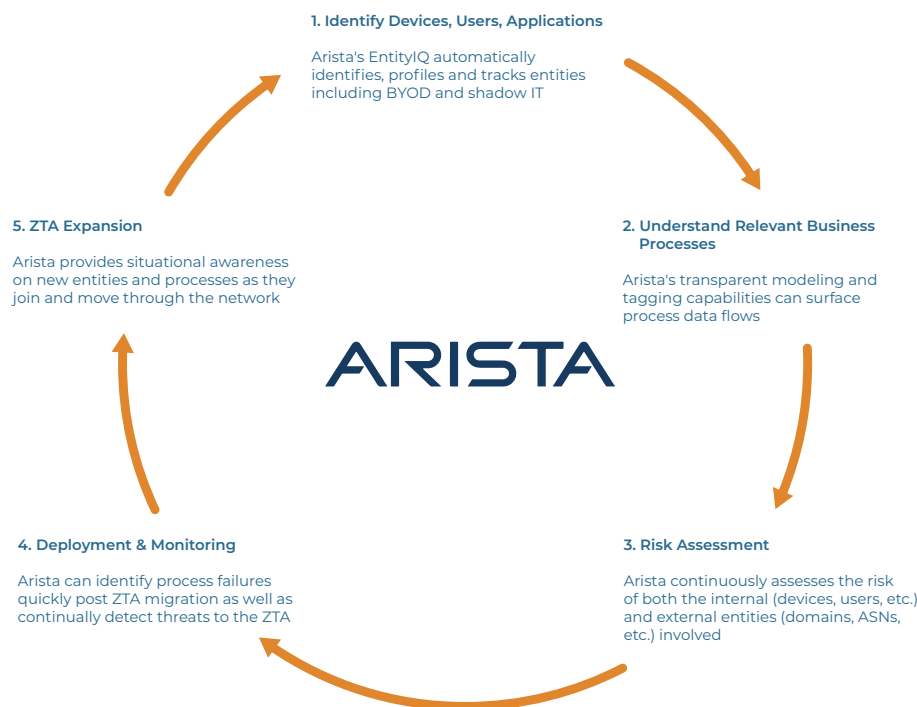 1. Identify Devices, Users, Applications
Arista's EntityIQ automatically
identifies, profiles and tracks entities
including BYOD and shadow IT
2. Understand Relevant Business
Processes
Arista's transparent modeling and
tagging capabilities can surface
process data flows
3. Risk Assessment
Arista continuously assesses the risk
of both the internal (devices, users, etc.)
and external entities (domains, ASNs,
etc.) involved
4. Deployment & Monitoring
Arista can identify process failures
quickly post ZTA migration as well as
continually detect threats to the ZTA
5. ZTA Expansion
Arista provides situational awareness
on new entities and processes as they
join and move through the network
ARISTA